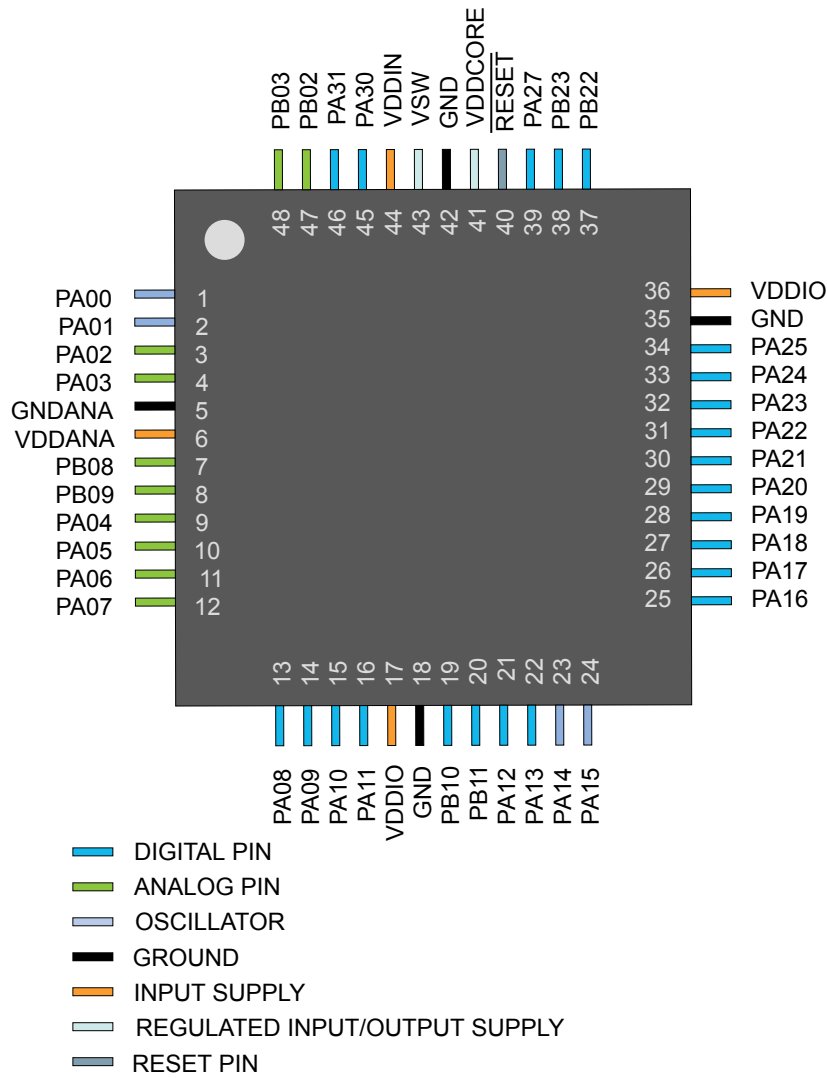 PB03
PB02
PA31
PA30
VDDIN
VSW
GND
VDDCORE
RESET
PA27
PB23
PB22
48
47
46
45
44
43
42
41
40
39
38
37
PA00 1
PA01 2
PA02 3
PA03 4
GNDANA 5
VDDANA 6
PB08 7
PB09 8
PA04 9
PA05 10
PA06 11
PA07 12
36 VDDIO
35 GND
34 PA25
33 PA24
32 PA23
31 PA22
30 PA21
29 PA20
28 PA19
27 PA18
26 PA17
25 PA16
13
14
15
16
17
18
19
20
21
22
23
24
PA08
PA09
PA10
PA11
VDDIO
GND
PB10
PB11
PA12
PA13
PA14
PA15
DIGITAL PIN
ANALOG PIN
OSCILLATOR
GROUND
INPUT SUPPLY
REGULATED INPUT/OUTPUT SUPPLY
RESET PIN